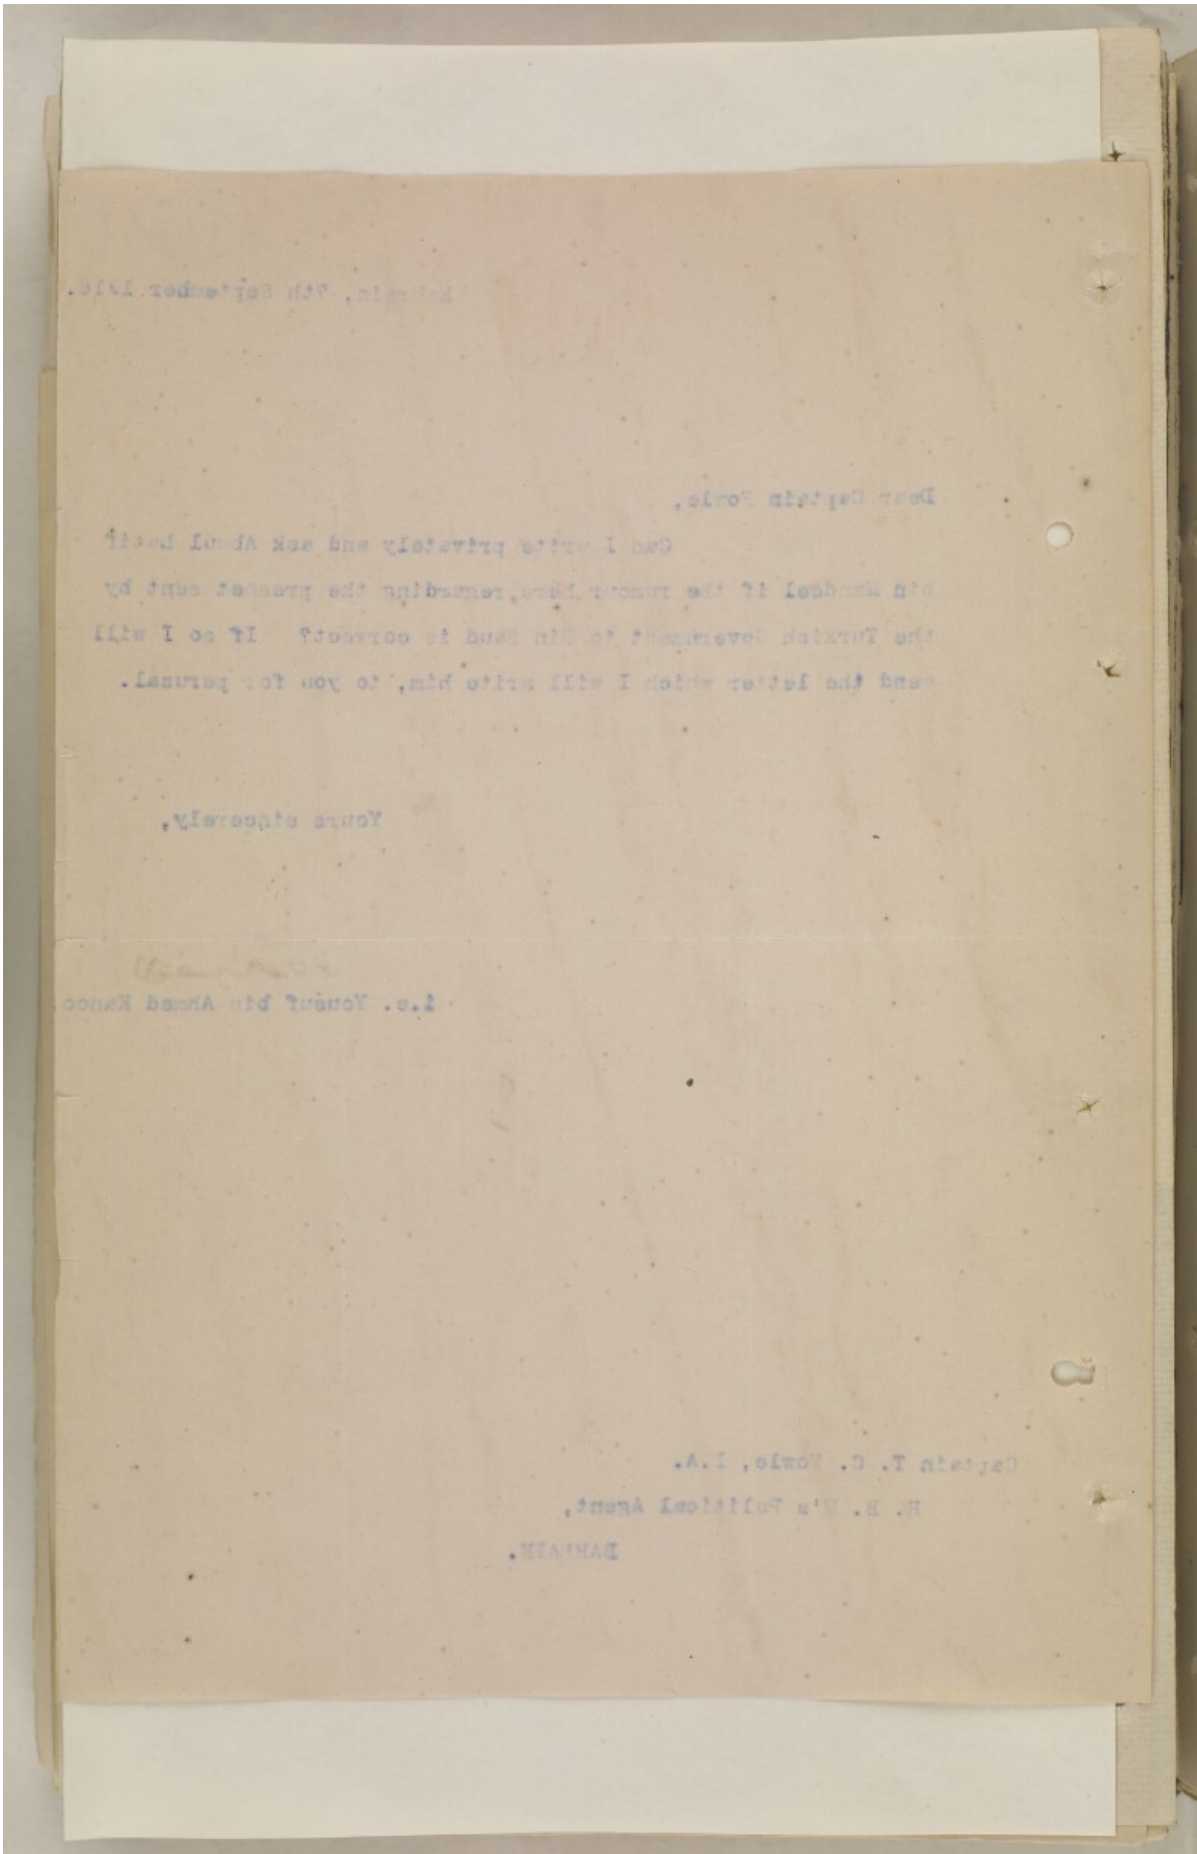 Bahrain, 7th September 1916.
Dear Captain Fowle,
Can I write privately and ask Abdul Latif
bin Mandeel if the rumour here regarding the presnet sent by
the Turkish Government to Bin Saud is correct? If so I will
send the letter which I will write him, to you for perusal.
Yours sincerely,
i.e. Yousuf bin Ahmed Kanoo.
Captain T. C. Fowle, I.A.
H. B. M's Political Agent,
BAHRAIN.